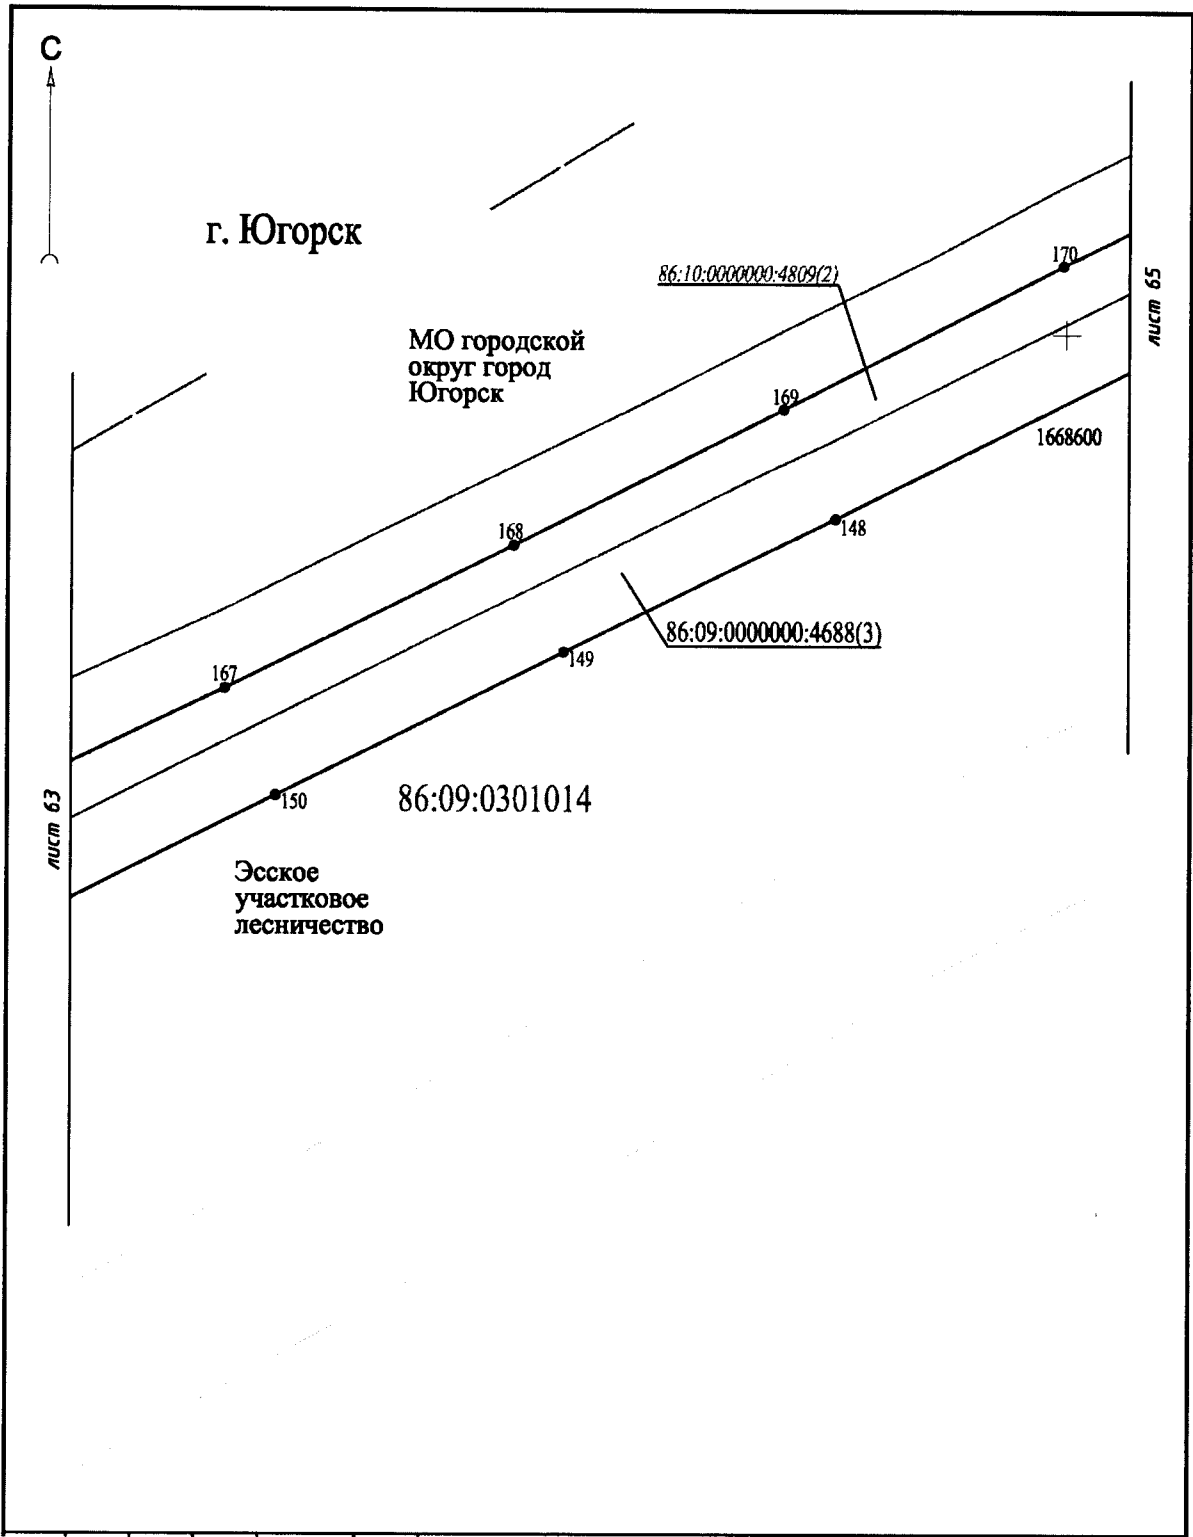 С
г. Югорск
86:10:0000000:4809(2)
170
лист 65
МО городской
округ город
Югорск
169
1668600
168
148
86:09:0000000:4688(3)
149
167
150
86:09:0301014
лист 63
Эсское
участковое
лесничество